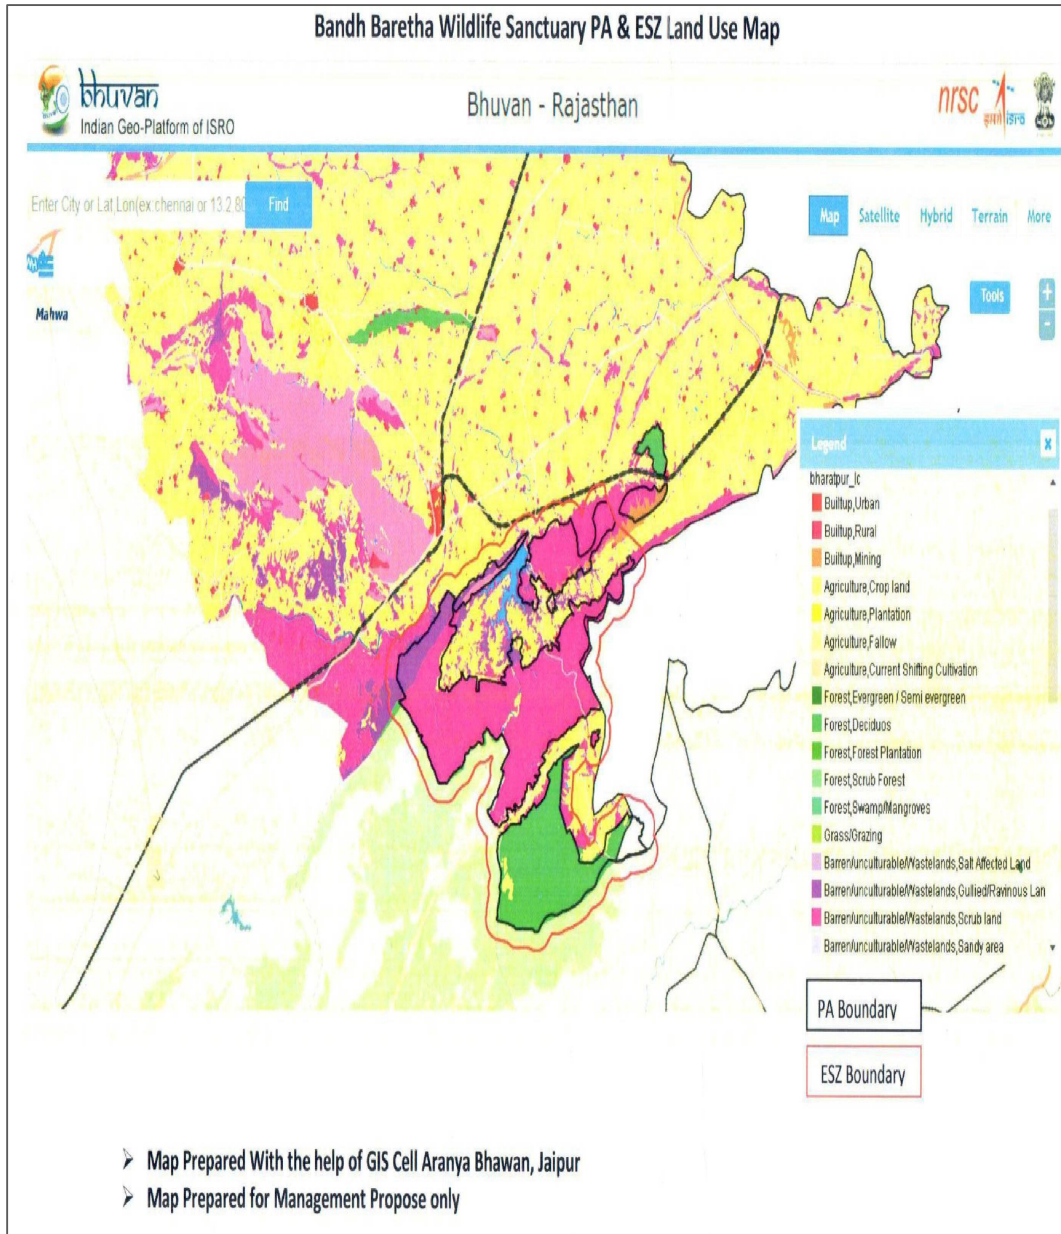 Bandh Baretha Wildlife Sanctuary PA & ESZ Land Use Map
bhuvan
Indian Geo-Platform of ISRO
Bhuvan - Rajasthan
nrsc
इसरो isro
Enter City or Lat,Lon(ex:chennai or 13.2 80
Find
Map Satellite Hybrid Terrain More
Tools
+
-
Mahwa
Legend
x
bharatpur_lc
Builtup,Urban
Builtup,Rural
Builtup,Mining
Agriculture,Crop land
Agriculture,Plantation
Agriculture,Fallow
Agriculture,Current Shifting Cultivation
Forest,Evergreen / Semi evergreen
Forest,Deciduos
Forest,Forest Plantation
Forest,Scrub Forest
Forest,Swamp/Mangroves
Grass/Grazing
Barren/unculturable/Wastelands,Salt Affected Land
Barren/unculturable/Wastelands,Gullied/Ravinous Lan
Barren/unculturable/Wastelands,Scrub land
Barren/unculturable/Wastelands,Sandy area
PA Boundary
ESZ Boundary
➢ Map Prepared With the help of GIS Cell Aranya Bhawan, Jaipur
➢ Map Prepared for Management Propose only